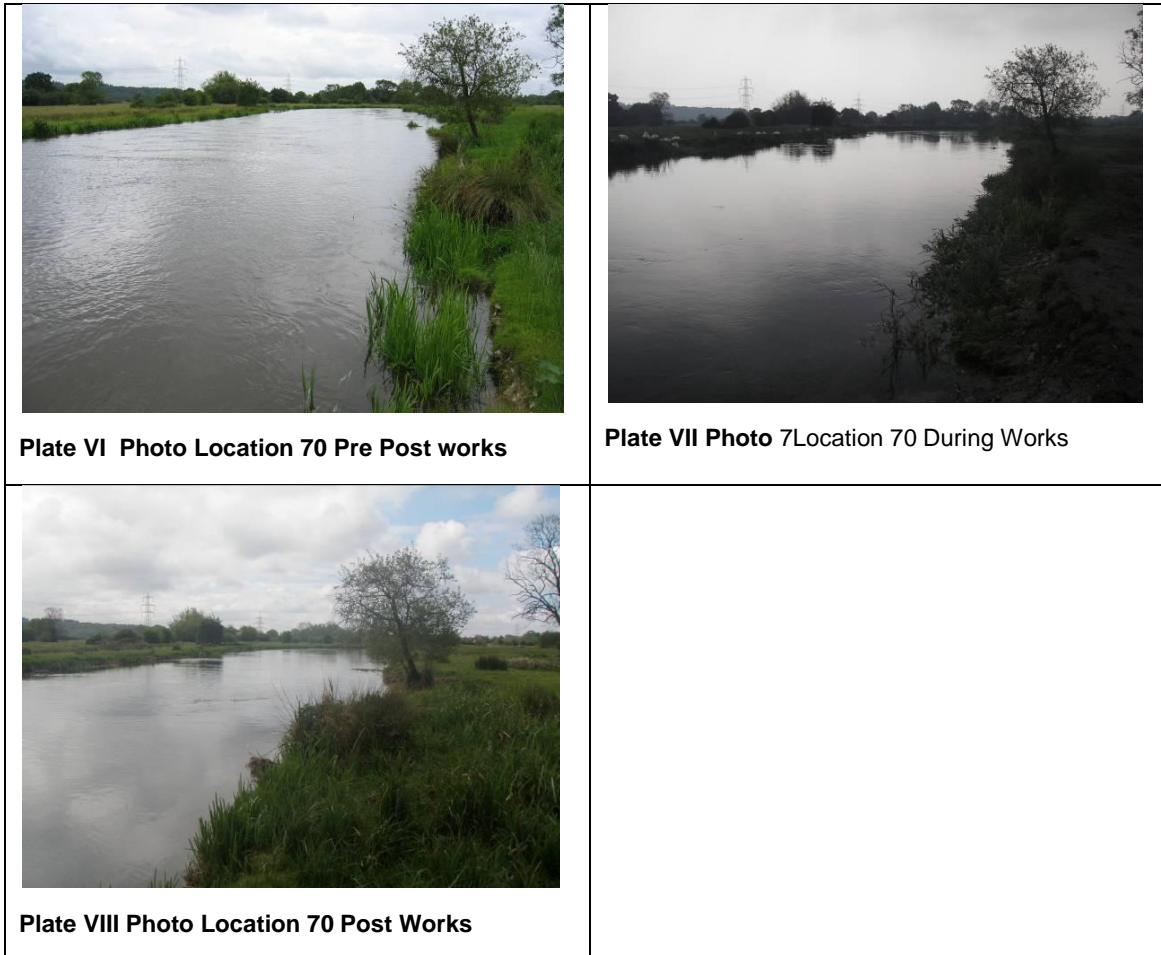 Plate VI  Photo Location 70 Pre Post works
Plate VII Photo 7Location 70 During Works
Plate VIII Photo Location 70 Post Works